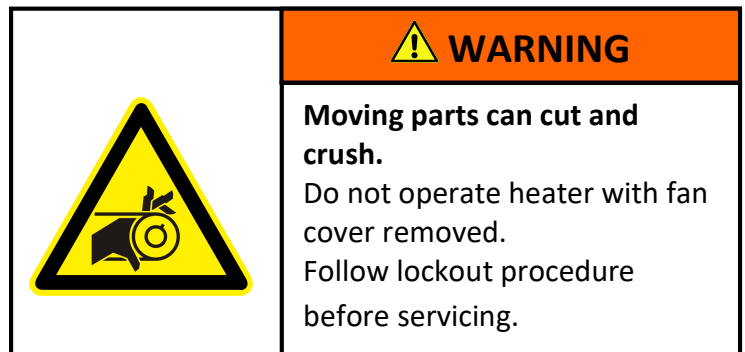 WARNING
Moving parts can cut and
crush.
Do not operate heater with fan
cover removed.
Follow lockout procedure
before servicing.